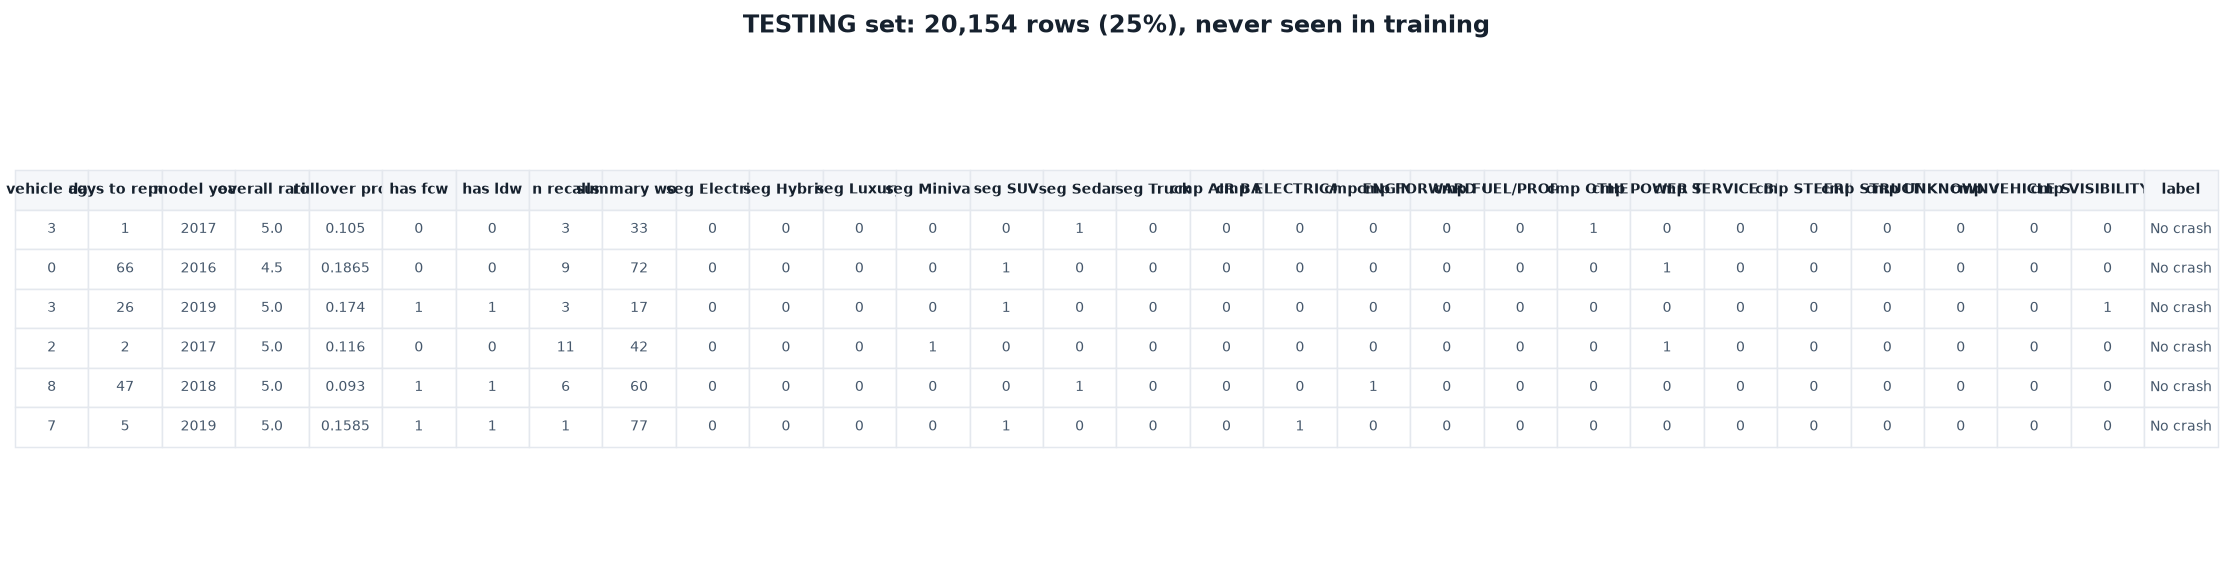 TESTING set: 20,154 rows (25%), never seen in training
has fcw has ldw n recalls seg SUV seg Sedan seg Truck label
3 1 2017 5.0 0.105 0 0 3 33 0 0 0 0 0 1 0 0 0 0 0 0 1 0 0 0 0 0 0 0 No crash
0 66 2016 4.5 0.1865 0 0 9 72 0 0 0 0 1 0 0 0 0 0 0 0 0 1 0 0 0 0 0 0 No crash
3 26 2019 5.0 0.174 1 1 3 17 0 0 0 0 1 0 0 0 0 0 0 0 0 0 0 0 0 0 0 1 No crash
2 2 2017 5.0 0.116 0 0 11 42 0 0 0 1 0 0 0 0 0 0 0 0 0 1 0 0 0 0 0 0 No crash
8 47 2018 5.0 0.093 1 1 6 60 0 0 0 0 0 1 0 0 0 1 0 0 0 0 0 0 0 0 0 0 No crash
7 5 2019 5.0 0.1585 1 1 1 77 0 0 0 0 1 0 0 0 1 0 0 0 0 0 0 0 0 0 0 0 No crash